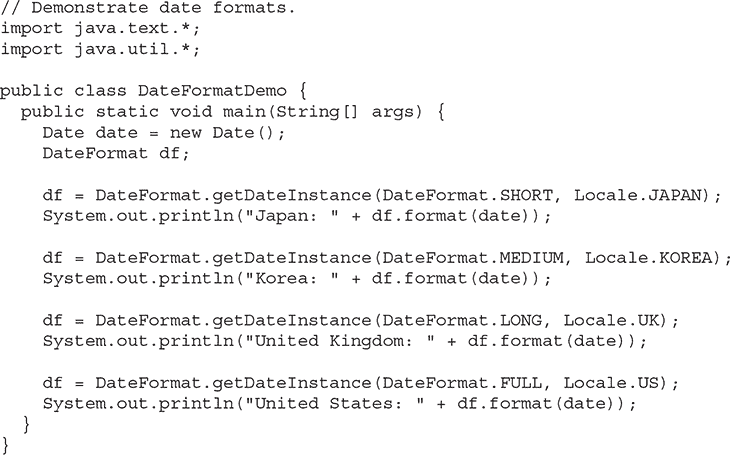 // Demonstrate date formats.
import java.text.*;
import java.util.*;

public class DateFormatDemo {
  public static void main(String[] args) {
    Date date = new Date();
    DateFormat df;

    df = DateFormat.getDateInstance(DateFormat.SHORT, Locale.JAPAN);
    System.out.println("Japan: " + df.format(date));

    df = DateFormat.getDateInstance(DateFormat.MEDIUM, Locale.KOREA);
    System.out.println("Korea: " + df.format(date));

    df = DateFormat.getDateInstance(DateFormat.LONG, Locale.UK);
    System.out.println("United Kingdom: " + df.format(date));

    df = DateFormat.getDateInstance(DateFormat.FULL, Locale.US);
    System.out.println("United States: " + df.format(date));
  }
}